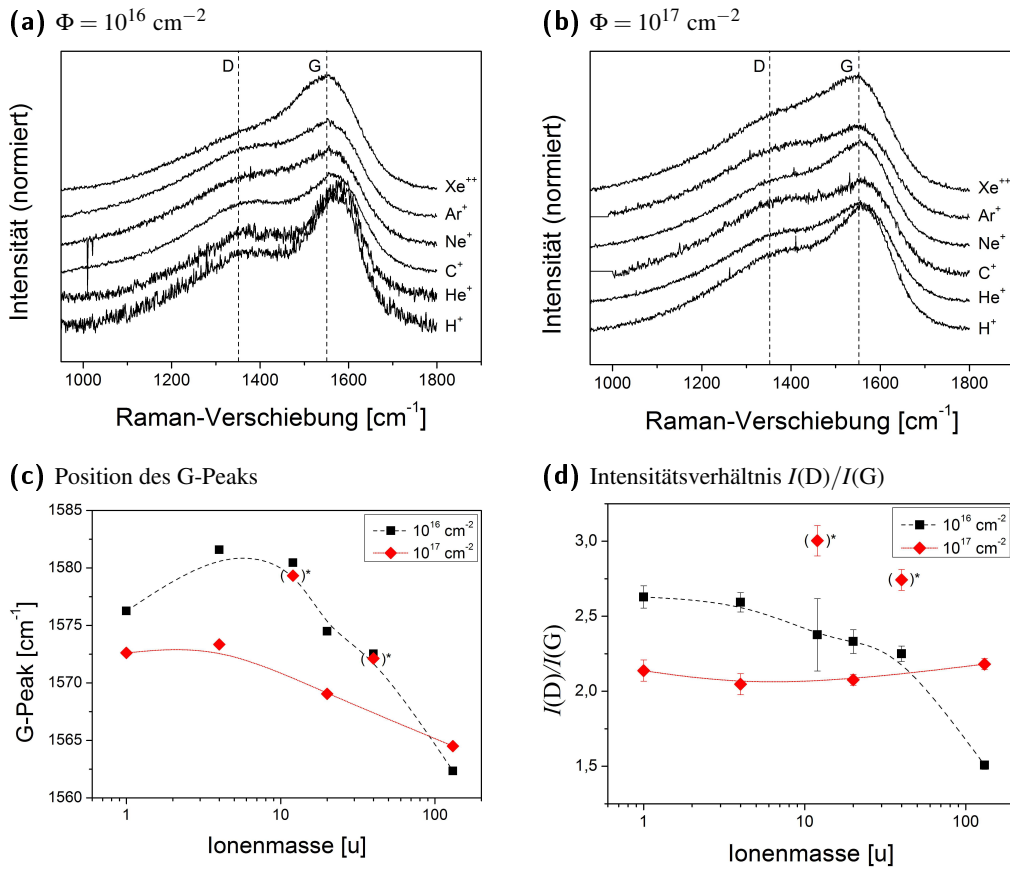 (a) Φ = 10¹⁶ cm⁻²
D
G
Xe⁺⁺
Ar⁺
Ne⁺
C⁺
He⁺
H⁺
Intensität (normiert)
1000 1200 1400 1600 1800
Raman-Verschiebung [cm⁻¹]
(b) Φ = 10¹⁷ cm⁻²
D
G
Xe⁺⁺
Ar⁺
Ne⁺
C⁺
He⁺
H⁺
Intensität (normiert)
1000 1200 1400 1600 1800
Raman-Verschiebung [cm⁻¹]
(c) Position des G-Peaks
1585
1580
1575
1570
1565
1560
G-Peak [cm⁻¹]
10¹⁶ cm⁻²
10¹⁷ cm⁻²
( )*
( )*
1 10 100
Ionenmasse [u]
(d) Intensitätsverhältnis I(D)/I(G)
3,0
2,5
2,0
1,5
I(D)/I(G)
10¹⁶ cm⁻²
10¹⁷ cm⁻²
( )*
( )*
1 10 100
Ionenmasse [u]